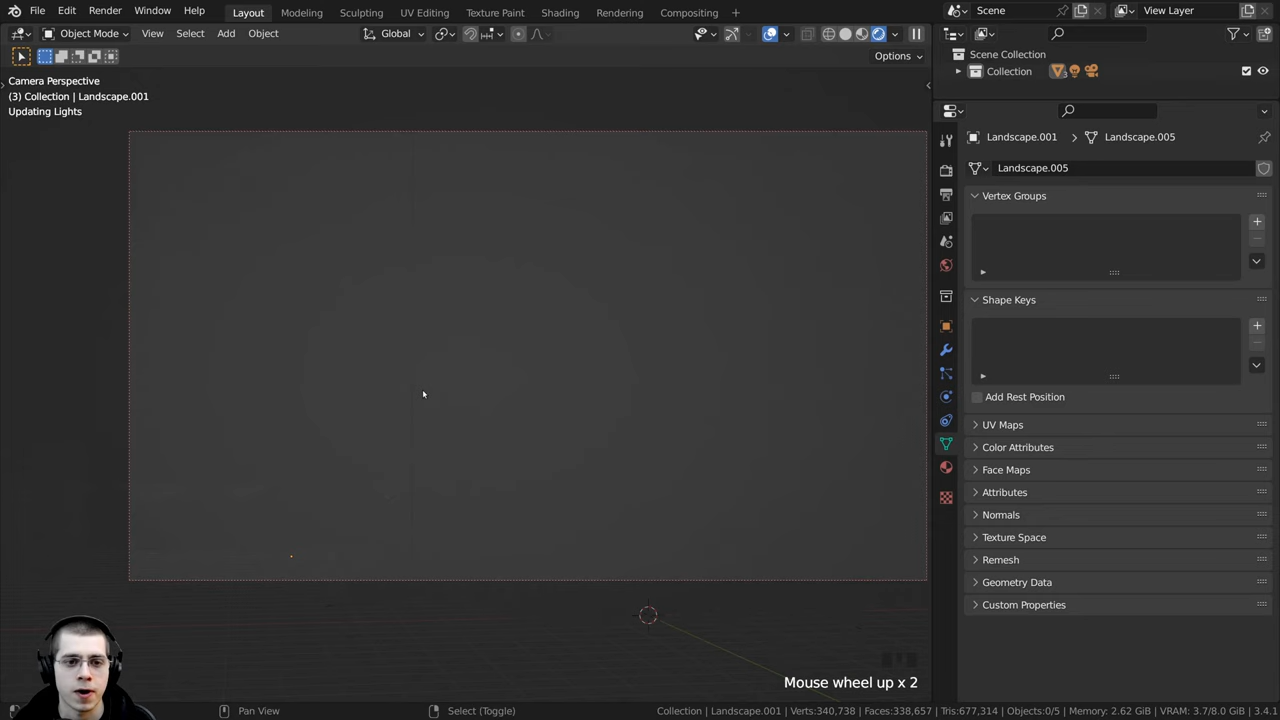 File Edit Render Window Help Layout Modeling Sculpting UV Editing Texture Paint Shading Animation Rendering Compositing Scene View Layer
Object Mode View Select Add Object Global
Options
Scene Collection
Collection 3
Camera Perspective
(3) Collection | Landscape.001
Updating Lights
Landscape.001 Landscape.005
Landscape.005
Vertex Groups
Shape Keys
Add Rest Position
UV Maps
Color Attributes
Face Maps
Attributes
Normals
Texture Space
Remesh
Geometry Data
Custom Properties
Mouse wheel up x 2
Pan View Select (Toggle) Collection | Landscape.001 | Verts:340,738 | Faces:338,657 | Tris:677,314 | Objects:0/5 | Memory: 2.62 GiB | VRAM: 3.7/8.0 GiB | 3.4.1